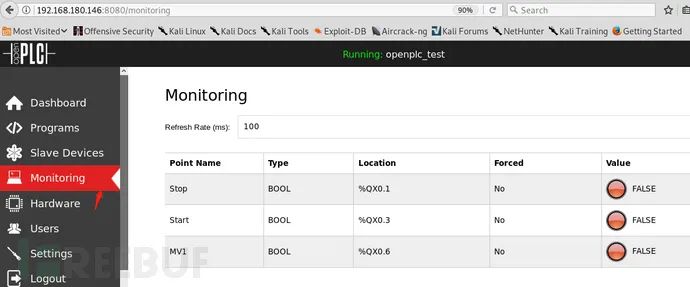 192.168.180.146:8080/monitoring
90%
Search
Most Visited
Offensive Security
Kali Linux
Kali Docs
Kali Tools
Exploit-DB
Aircrack-ng
Kali Forums
NetHunter
Kali Training
Getting Started
open
PLC
Running: openplc_test
Dashboard
Programs
Slave Devices
Monitoring
Hardware
Users
Settings
Logout
Monitoring
Refresh Rate (ms):
100
Point Name Type Location Forced Value
Stop BOOL %QX0.1 No FALSE
Start BOOL %QX0.3 No FALSE
MV1 BOOL %QX0.6 No FALSE
REEBUF